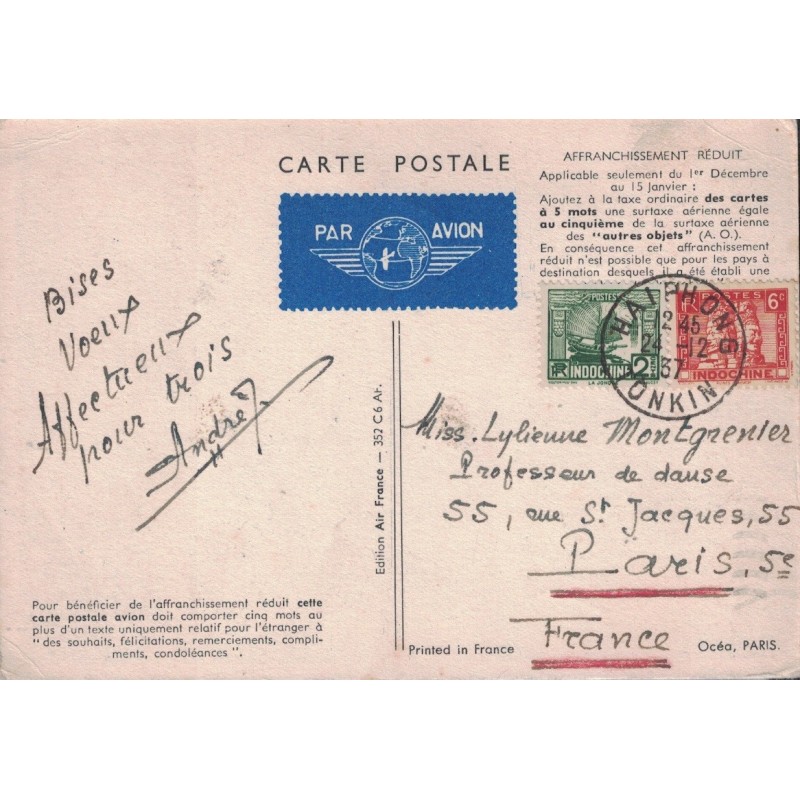 CARTE POSTALE
PAR AVION
AFFRANCHISSEMENT RÉDUIT
Applicable seulement du 1er Décembre
au 15 Janvier :
Ajoutez à la taxe ordinaire des cartes
à 5 mots une surtaxe aérienne égale
au cinquième de la surtaxe aérienne
des "autres objets" (A. O.).
En conséquence cet affranchissement
réduit n'est possible que pour les pays à
destination desquels il a été établi une
POSTES
RF INDOCHINE 2
LA JONQUE
POSTES 6c
INDOCHINE
HAIPHONG
12 45
24-12
37
TONKIN
Bises
Voeux
Affectueux
pour trois
André
Edition Air France — 352 C 6 Ar.
Miss. Lylienne Montgrenier
Professeur de danse
55, rue St Jacques, 55
Paris, 5e
France
Pour bénéficier de l'affranchissement réduit cette
carte postale avion doit comporter cinq mots au
plus d'un texte uniquement relatif pour l'étranger à
" des souhaits, félicitations, remerciements, compli-
ments, condoléances ".
Printed in France
Océa, PARIS.